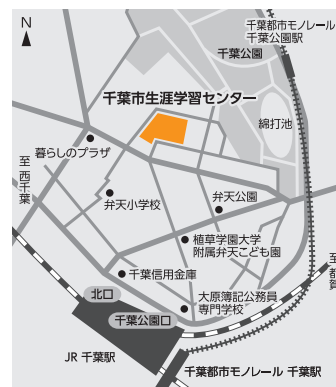 N
千葉都市モノレール
千葉公園駅
千葉公園
千葉市生涯学習センター
綿打池
暮らしのプラザ
至西千葉
弁天小学校
弁天公園
植草学園大学
附属弁天こども園
至都賀
千葉信用金庫
北口
大原簿記公務員
専門学校
千葉公園口
JR 千葉駅
千葉都市モノレール 千葉駅